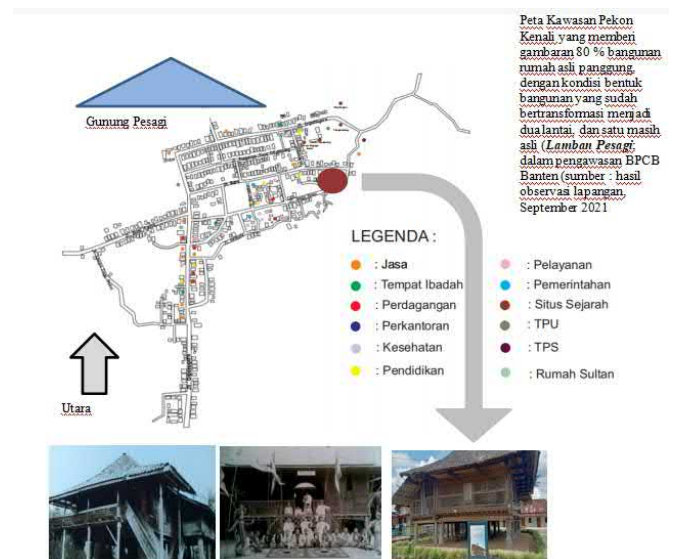 Peta Kawasan Pekon
Kenali yang memberi
gambaran 80 % bangunan
rumah asli panggung,
dengan kondisi bentuk
bangunan yang sudah
bertransformasi menjadi
dua lantai, dan satu masih
asli (Lamban Pesagi;
dalam pengawasan BPCB
Banten (sumber : hasil
observasi lapangan,
September 2021
Gunung Pesagi
LEGENDA :
: Jasa
: Tempat Ibadah
: Perdagangan
: Perkantoran
: Kesehatan
: Pendidikan
: Pelayanan
: Pemerintahan
: Situs Sejarah
: TPU
: TPS
: Rumah Sultan
Utara